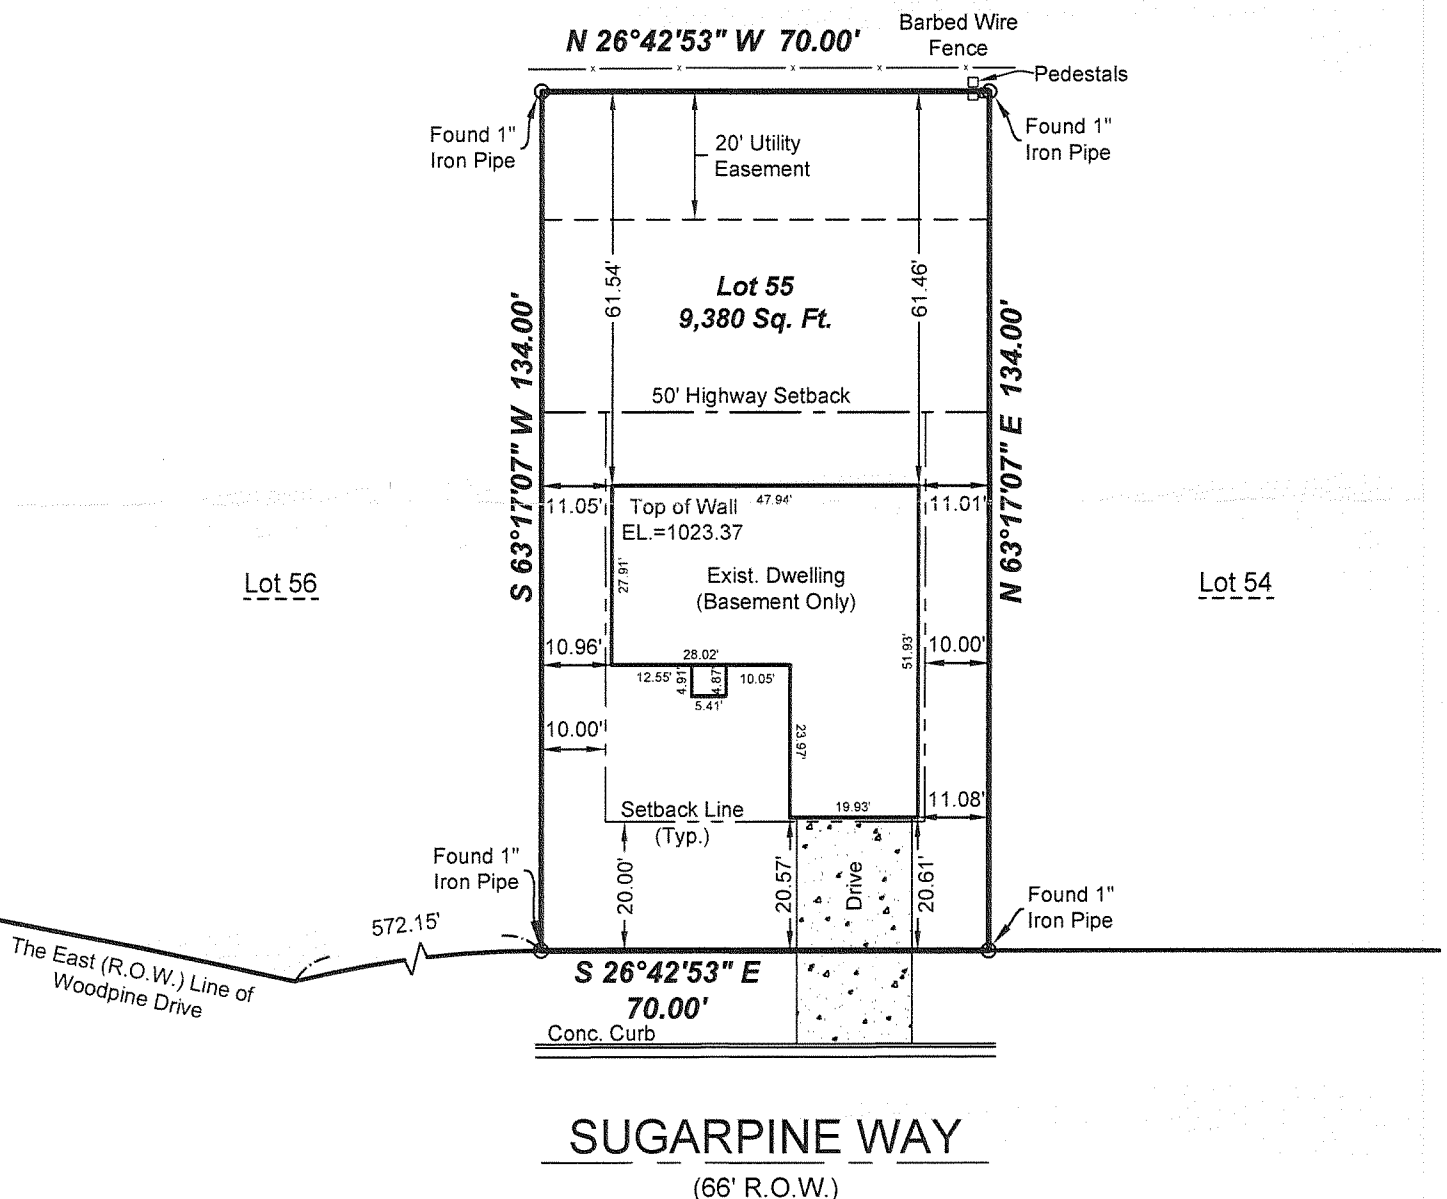 N 26°42'53" W 70.00'
Barbed Wire
Fence
Pedestals
Found 1"
Iron Pipe
Found 1"
Iron Pipe
20' Utility
Easement
61.54'
61.46'
Lot 55
9,380 Sq. Ft.
S 63°17'07" W 134.00'
N 63°17'07" E 134.00'
50' Highway Setback
11.05'
Top of Wall
EL.=1023.37
47.94'
11.01'
27.91'
Exist. Dwelling
(Basement Only)
Lot 56
Lot 54
10.96'
28.02'
51.93'
10.00'
12.55'
4.91'
4.87'
10.05'
5.41'
10.00'
23.97'
Setback Line
(Typ.)
19.93'
11.08'
Found 1"
Iron Pipe
20.00'
20.57'
Drive
20.61'
Found 1"
Iron Pipe
572.15'
The East (R.O.W.) Line of
Woodpine Drive
S 26°42'53" E
70.00'
Conc. Curb
SUGARPINE WAY
(66' R.O.W.)